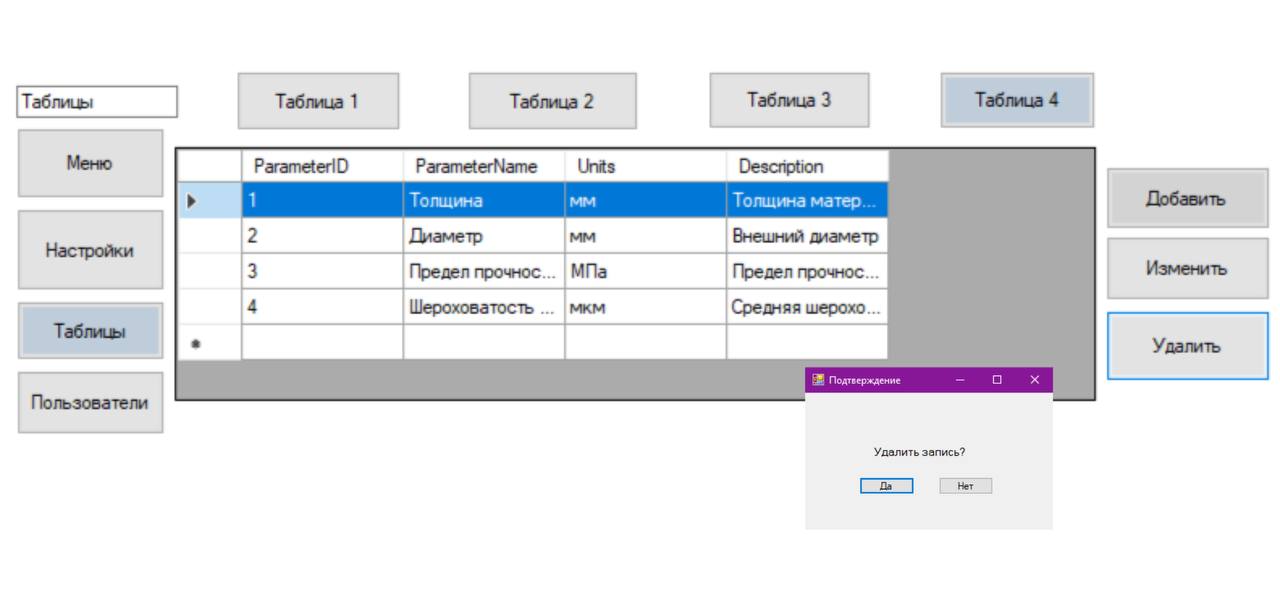 Таблицы
Таблица 1
Таблица 2
Таблица 3
Таблица 4
Меню
Настройки
Таблицы
Пользователи
ParameterID ParameterName Units Description
1 Толщина мм Толщина матер...
2 Диаметр мм Внешний диаметр
3 Предел прочнос... МПа Предел прочнос...
4 Шероховатость ... мкм Средняя шерохо...
Добавить
Изменить
Удалить
Подтверждение
Удалить запись?
Да Нет